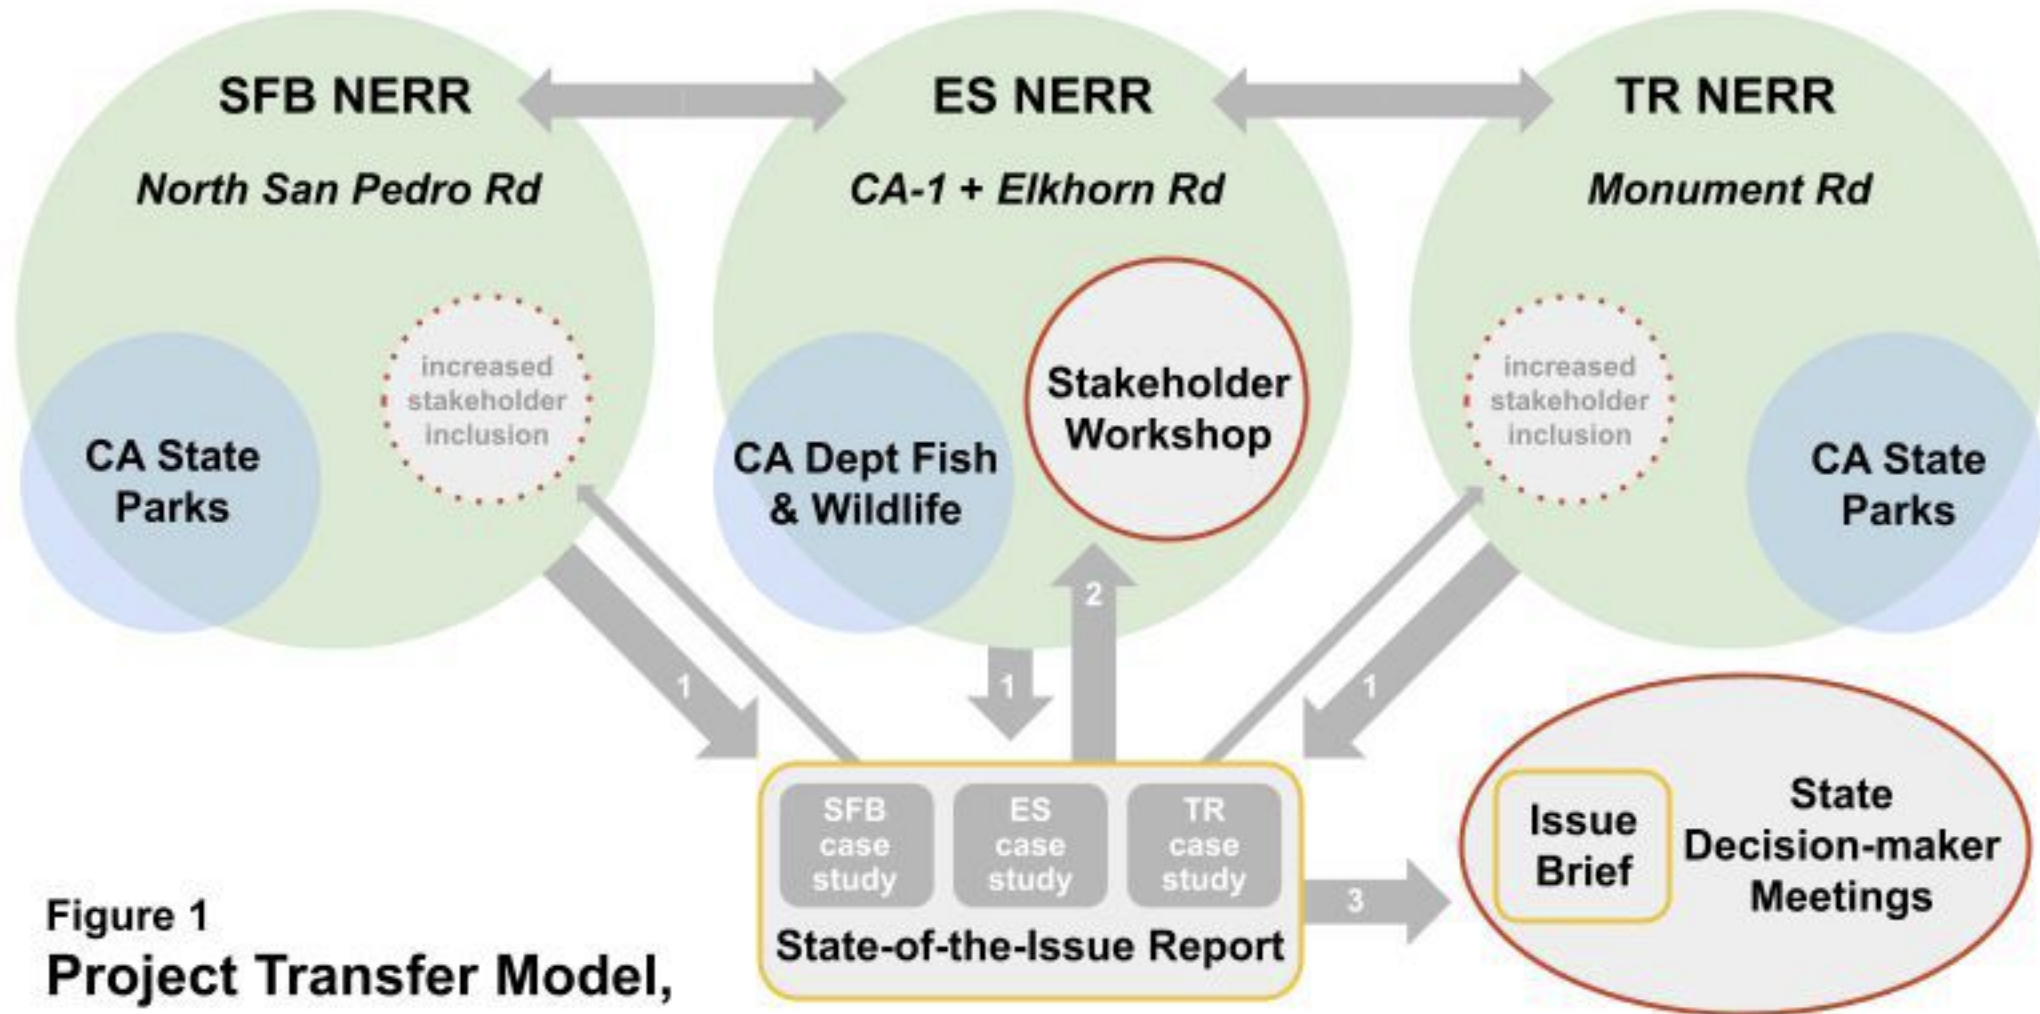 SFB NERR
North San Pedro Rd
increased
stakeholder
inclusion
CA State
Parks
ES NERR
CA-1 + Elkhorn Rd
Stakeholder
Workshop
CA Dept Fish
& Wildlife
TR NERR
Monument Rd
increased
stakeholder
inclusion
CA State
Parks
1
1
2
1
SFB
case
study
ES
case
study
TR
case
study
State-of-the-Issue Report
3
Issue
Brief
State
Decision-maker
Meetings
Figure 1
Project Transfer Model,